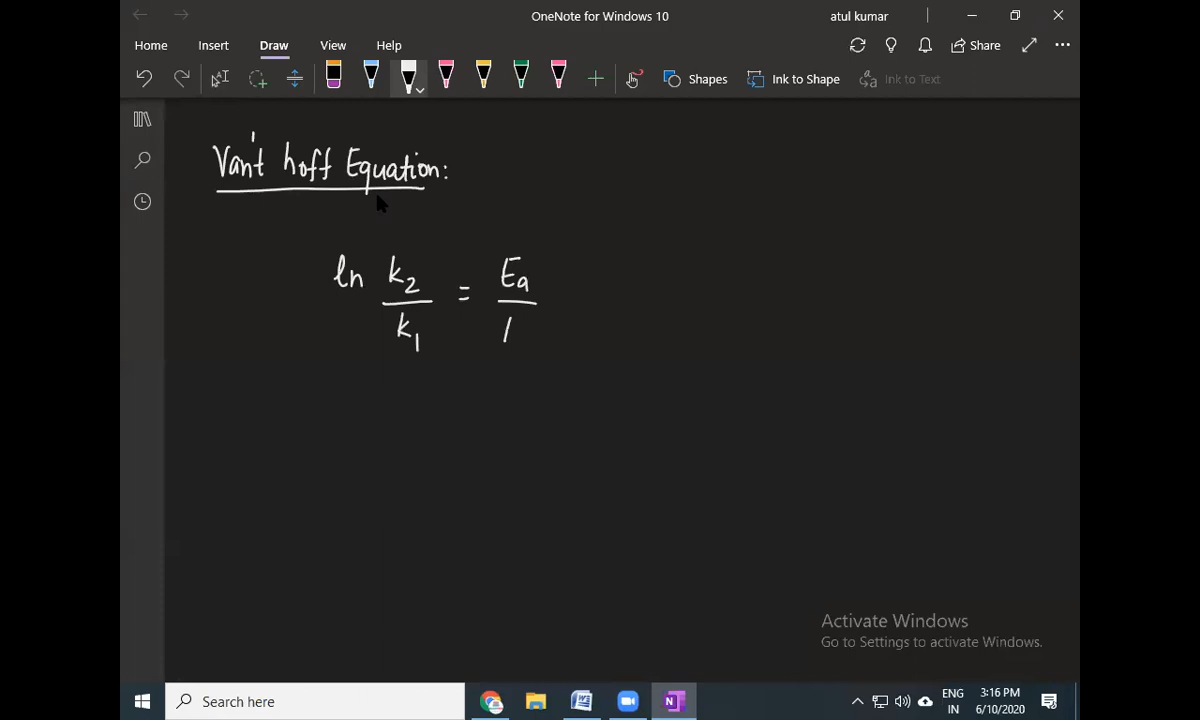 OneNote for Windows 10
atul kumar
Home Insert Draw View Help
Share
Shapes Ink to Shape Ink to Text
Van't hoff Equation:
ln k2/k1 = Ea/
Activate Windows
Go to Settings to activate Windows.
Search here
ENG
IN
3:16 PM
6/10/2020